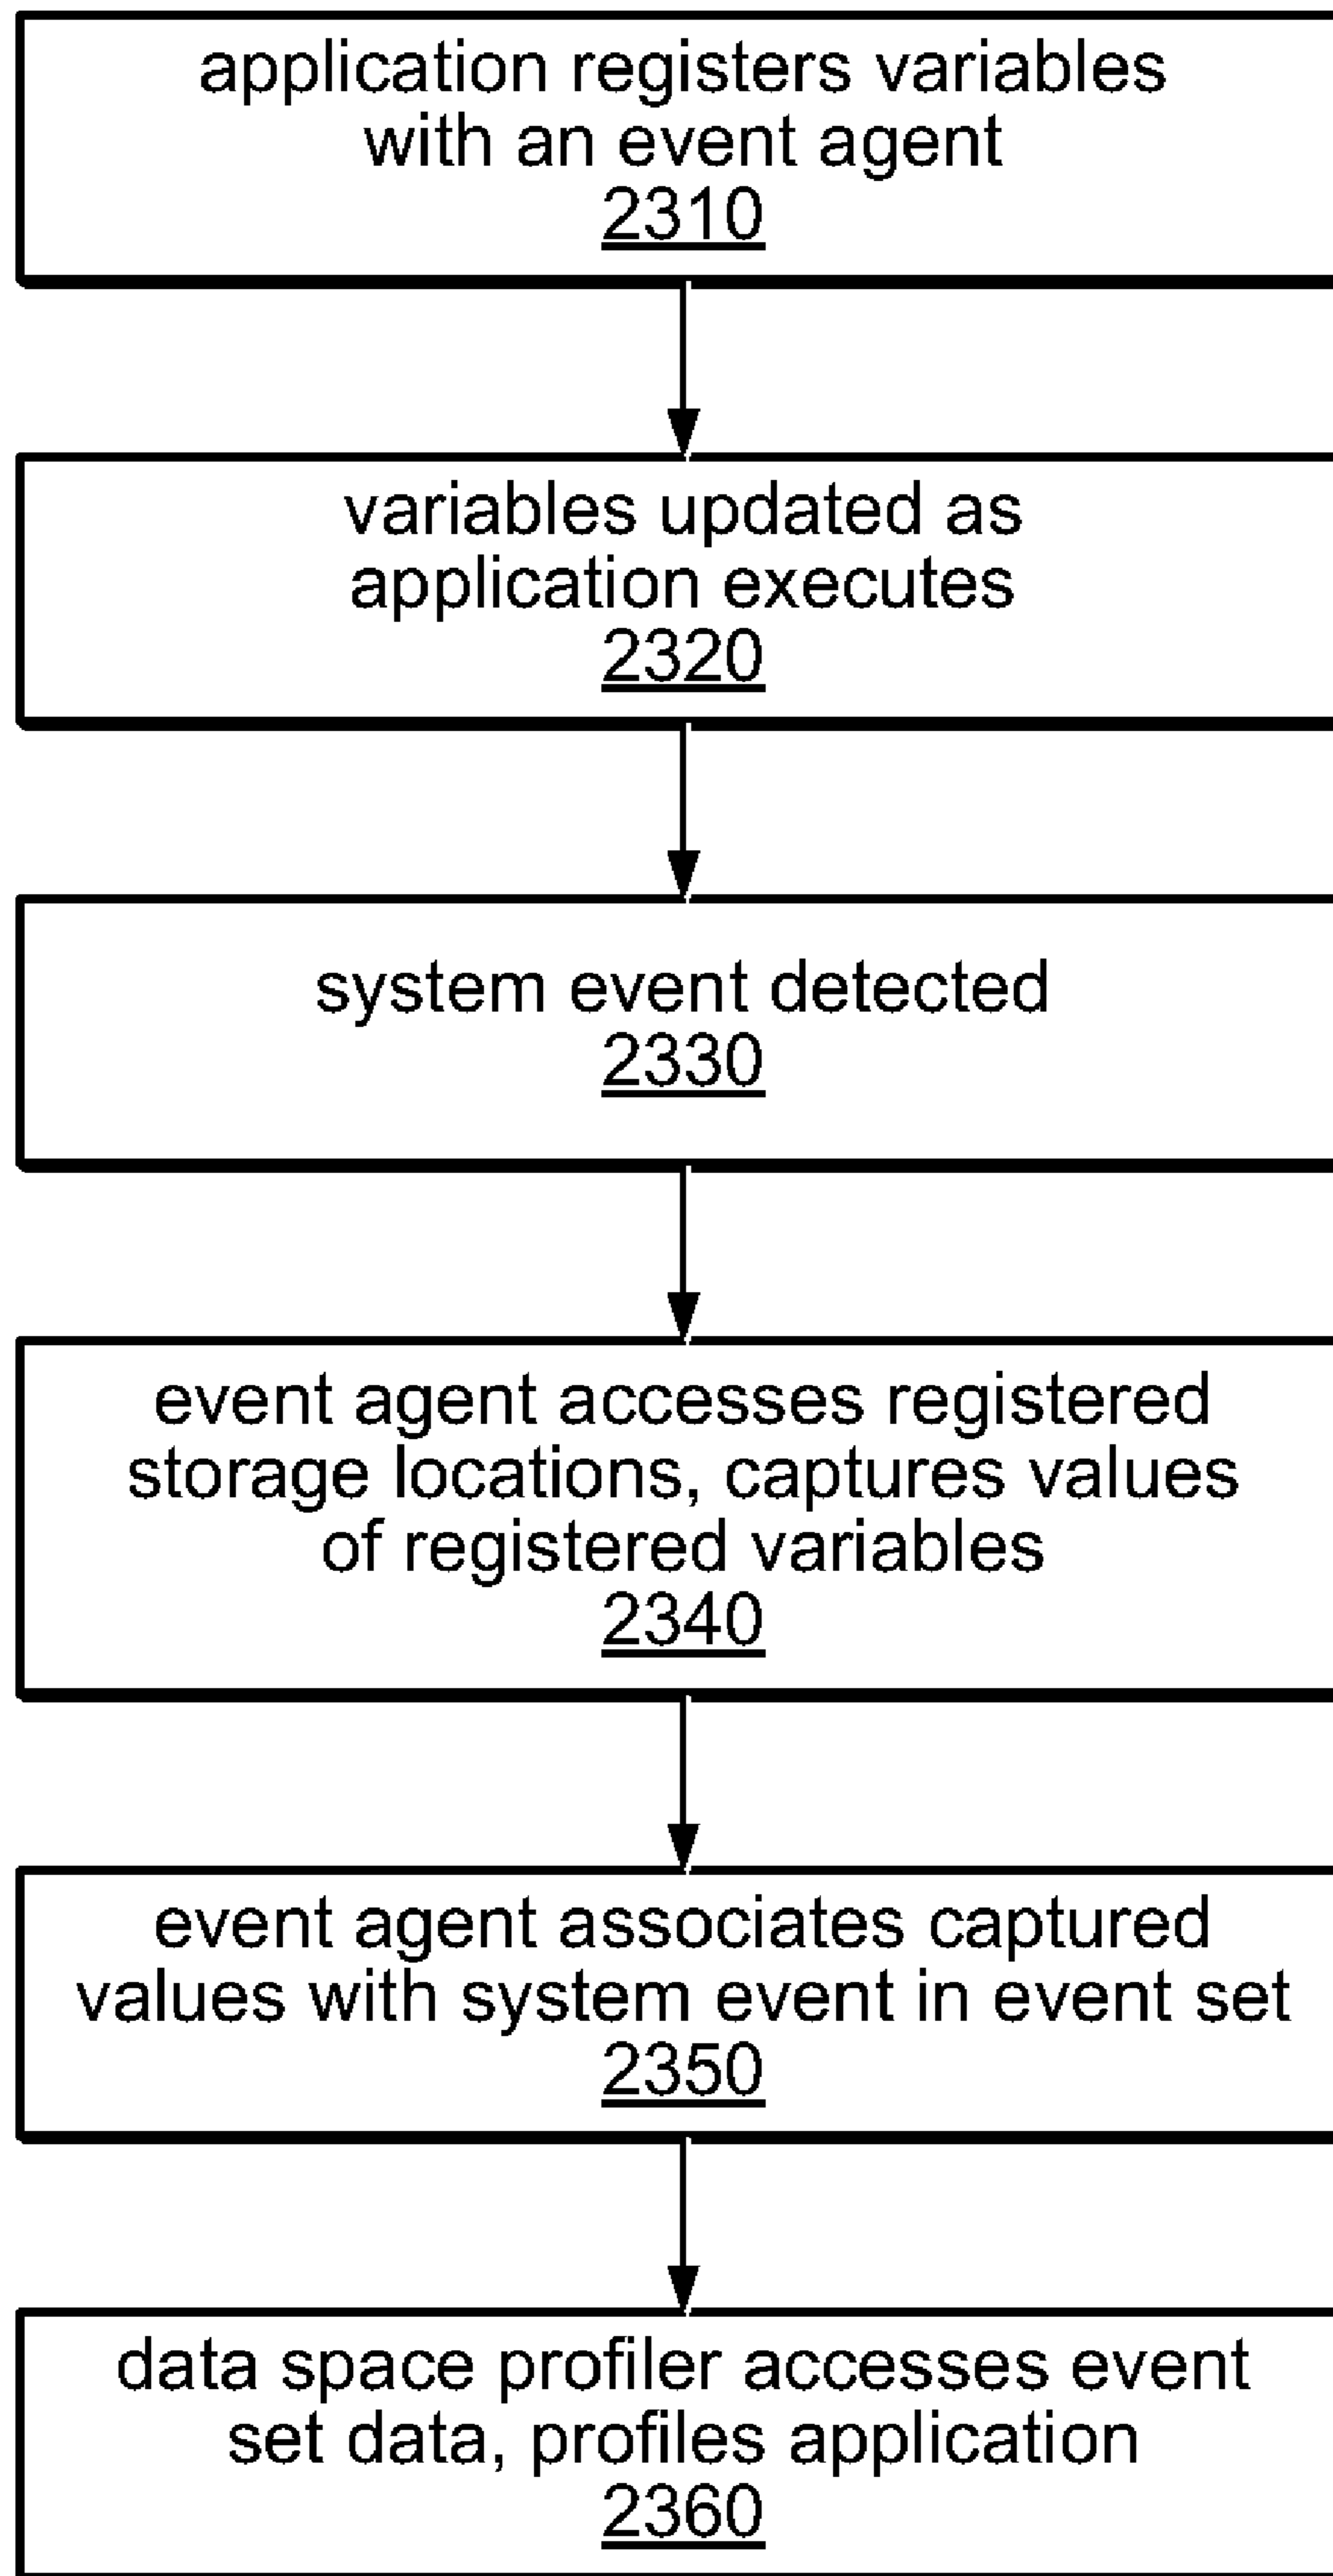 application registers variables
with an event agent
2310
variables updated as
application executes
2320
system event detected
2330
event agent accesses registered
storage locations, captures values
of registered variables
2340
event agent associates captured
values with system event in event set
2350
data space profiler accesses event
set data, profiles application
2360